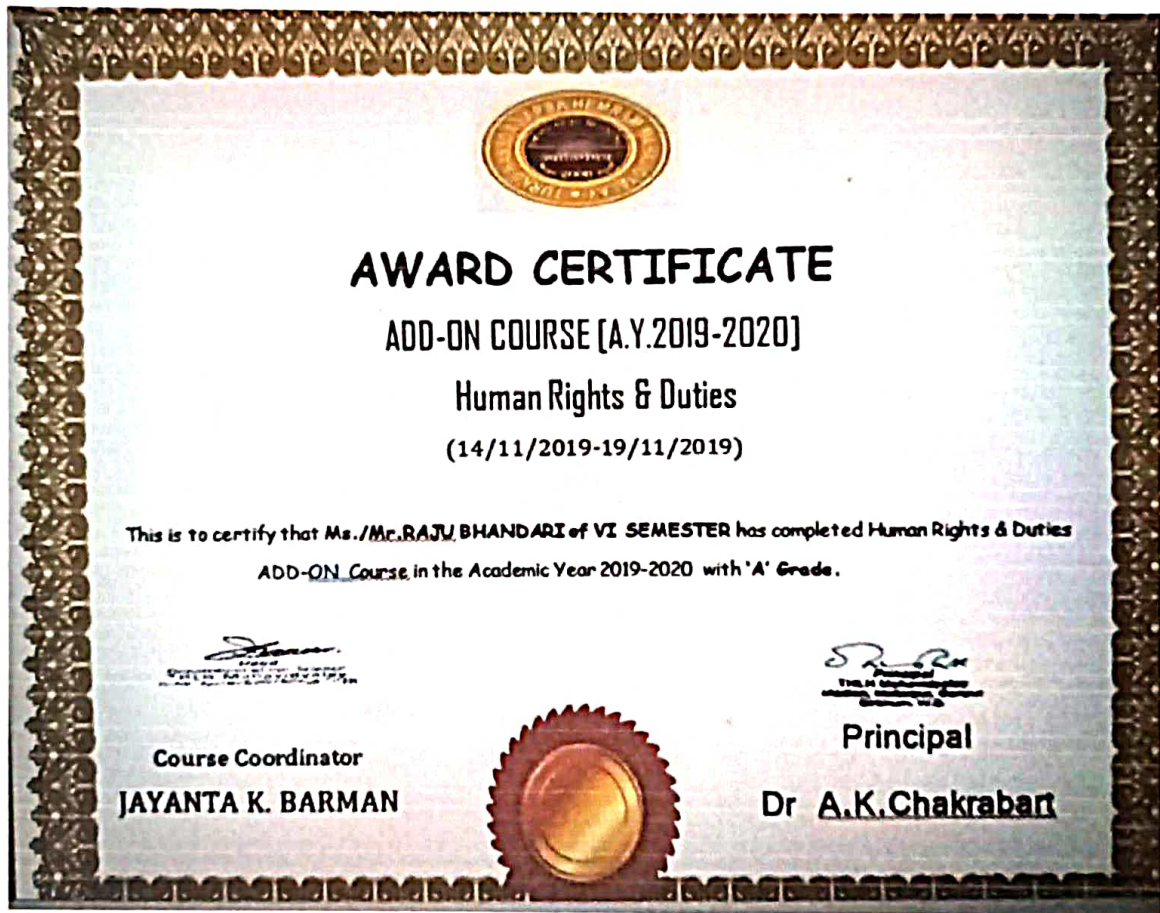 AWARD CERTIFICATE
ADD-ON COURSE [A.Y.2019-2020]
Human Rights & Duties
(14/11/2019-19/11/2019)
This is to certify that Ms./Mr.RAJU BHANDARI of VI SEMESTER has completed Human Rights & Duties
ADD-ON Course in the Academic Year 2019-2020 with 'A' Grade.
Head
Principal
Course Coordinator
JAYANTA K. BARMAN
Principal
Dr A.K.Chakrabart